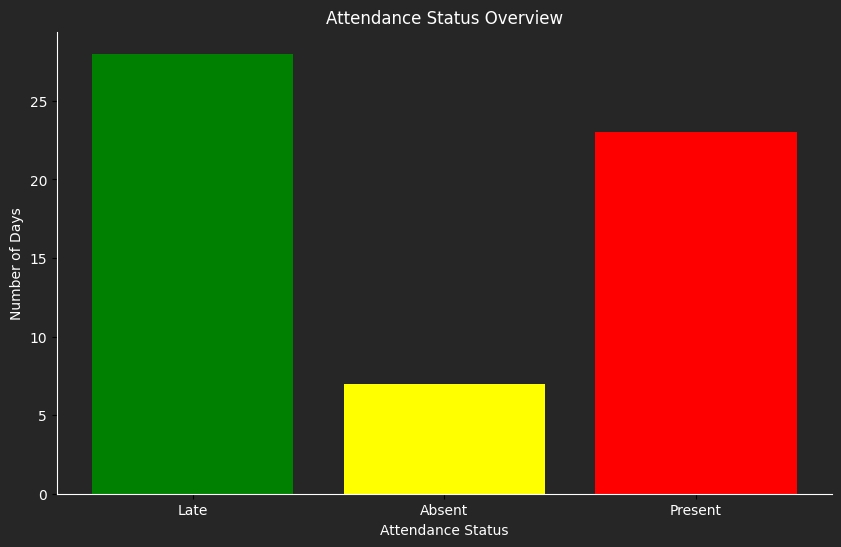 Attendance Status Overview
Number of Days
25
20
15
10
5
0
Late Absent Present
Attendance Status